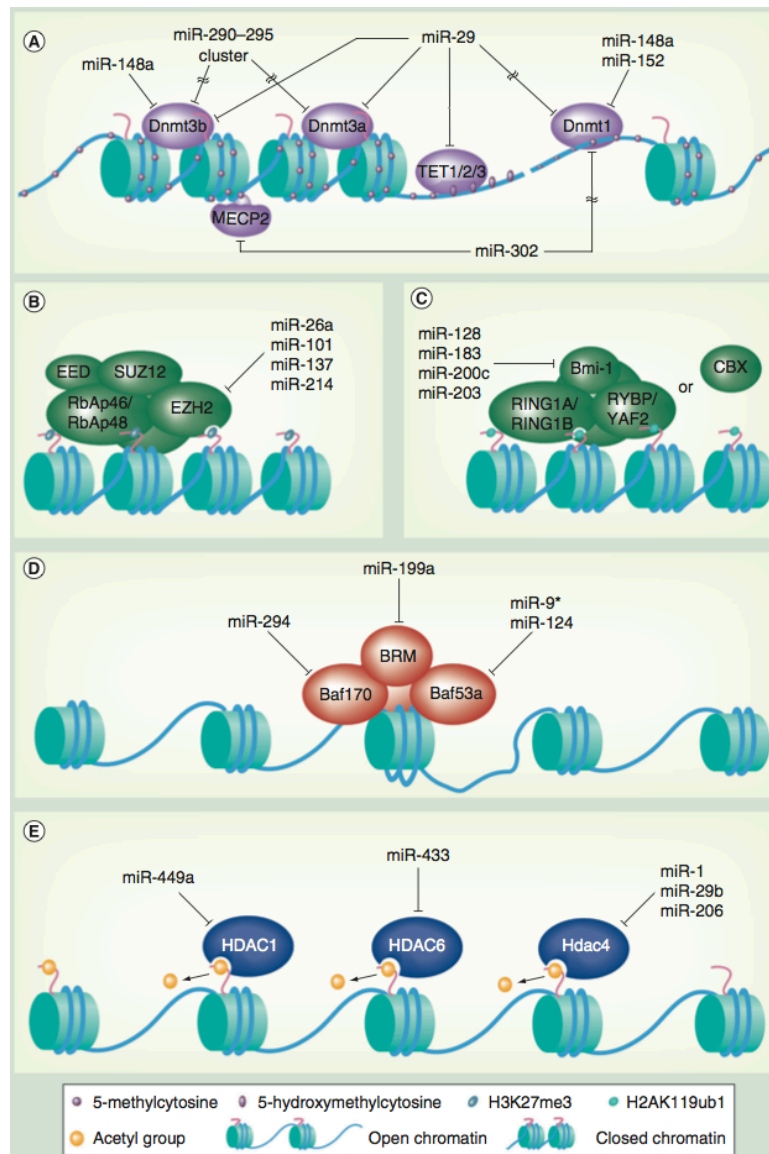 A
miR-290–295
cluster
miR-29
miR-148a
miR-148a
miR-152
Dnmt3b
Dnmt3a
Dnmt1
TET1/2/3
MECP2
miR-302
B
miR-26a
miR-101
miR-137
miR-214
EED
SUZ12
RbAp46/
RbAp48
EZH2
C
miR-128
miR-183
miR-200c
miR-203
Bmi-1
or
CBX
RING1A/
RING1B
RYBP/
YAF2
D
miR-199a
miR-294
miR-9*
miR-124
BRM
Baf170
Baf53a
E
miR-449a
miR-433
miR-1
miR-29b
miR-206
HDAC1
HDAC6
Hdac4
5-methylcytosine
5-hydroxymethylcytosine
H3K27me3
H2AK119ub1
Acetyl group
Open chromatin
Closed chromatin